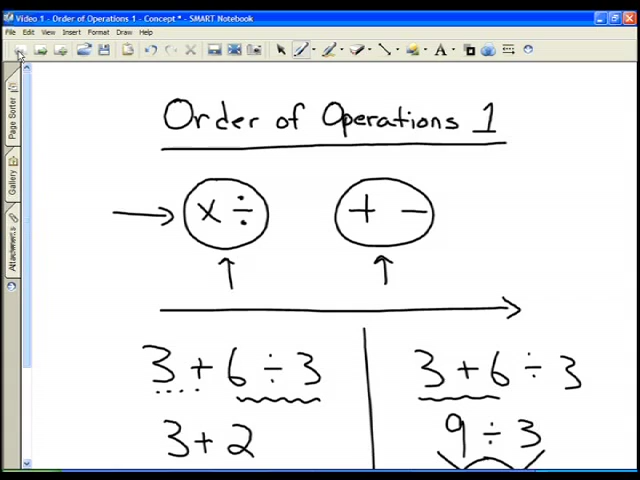 Video 1 - Order of Operations 1 - Concept * - SMART Notebook
File Edit View Insert Format Draw Help
Page Sorter
Gallery
Attachments
Order of Operations 1
× ÷ + −
3 + 6 ÷ 3 3 + 6 ÷ 3
3 + 2 9 ÷ 3